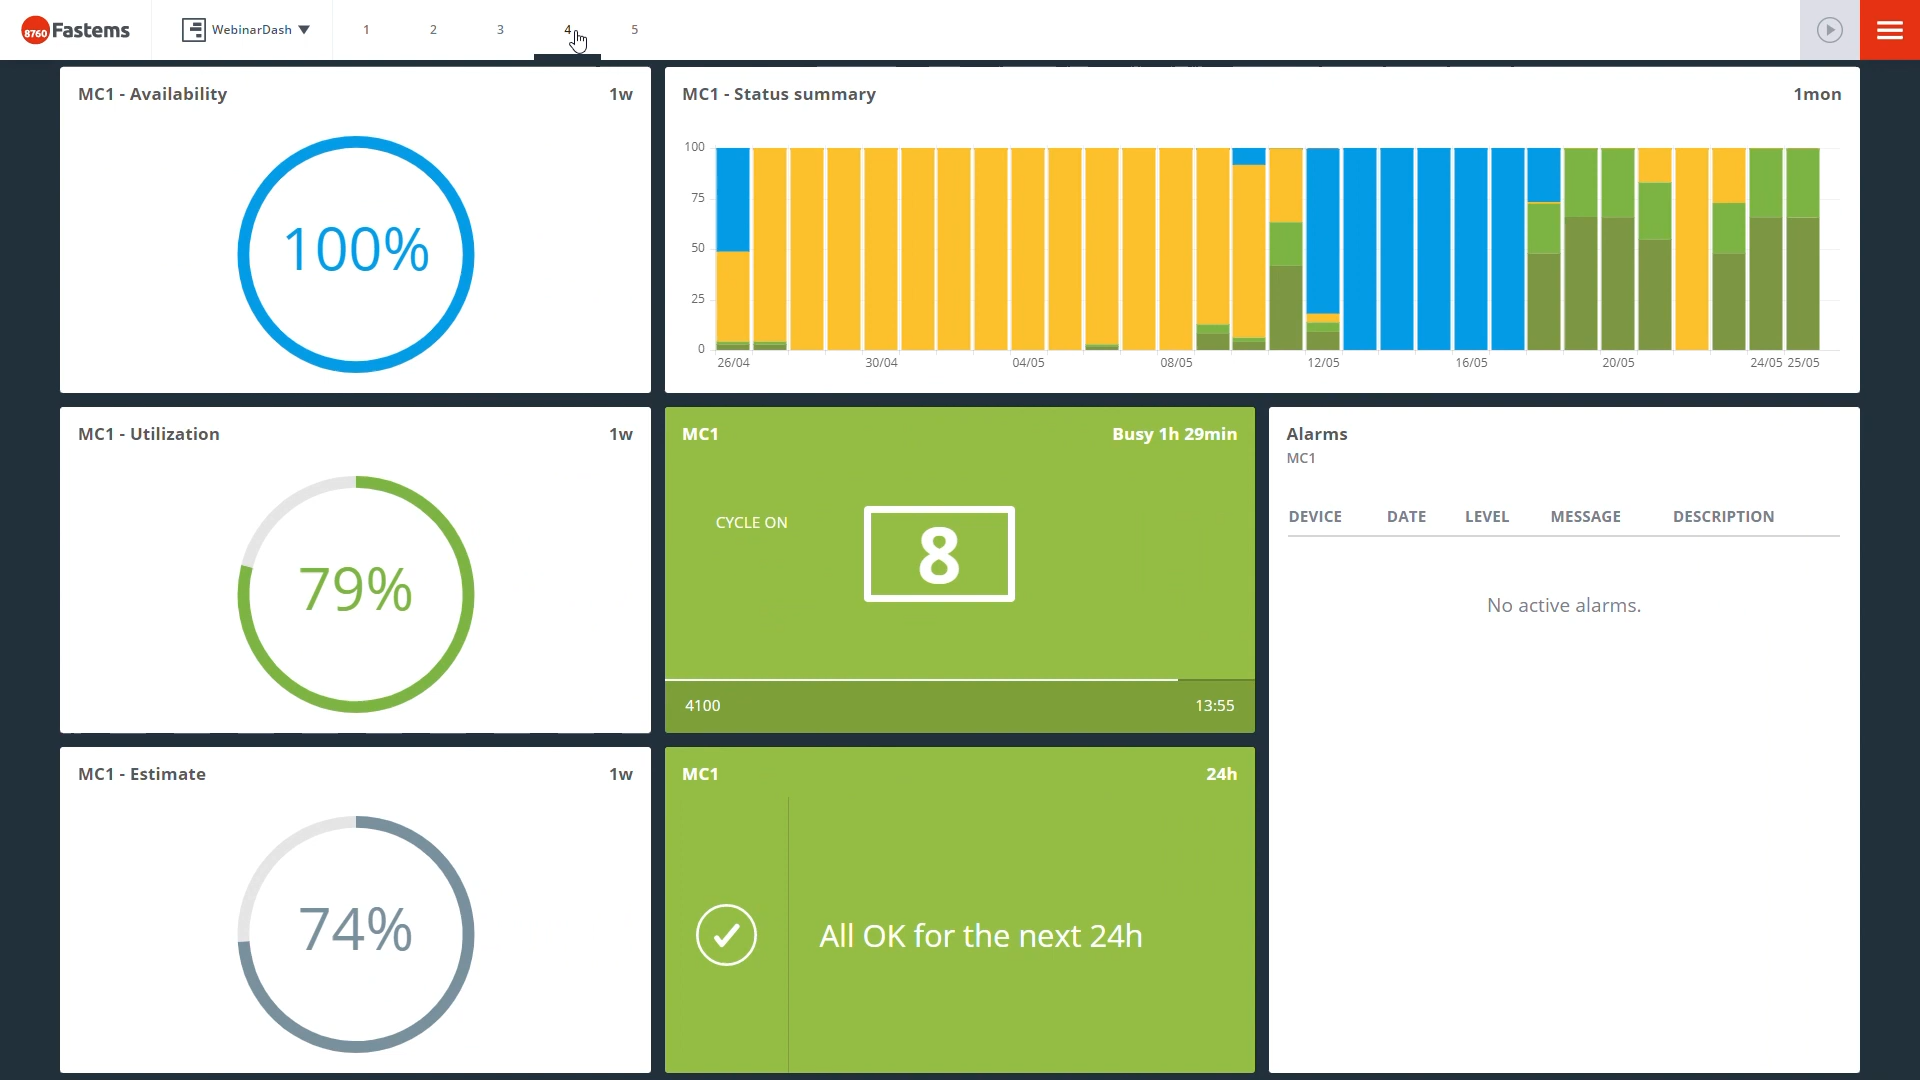 8760 Fastems
WebinarDash
1 2 3 4 5
MC1 - Availability 1w
100%
MC1 - Status summary 1mon
100
75
50
25
0
26/04 30/04 04/05 08/05 12/05 16/05 20/05 24/05 25/05
MC1 - Utilization 1w
79%
MC1 Busy 1h 29min
CYCLE ON
8
4100 13:55
Alarms
MC1
DEVICE DATE LEVEL MESSAGE DESCRIPTION
No active alarms.
MC1 - Estimate 1w
74%
MC1 24h
All OK for the next 24h